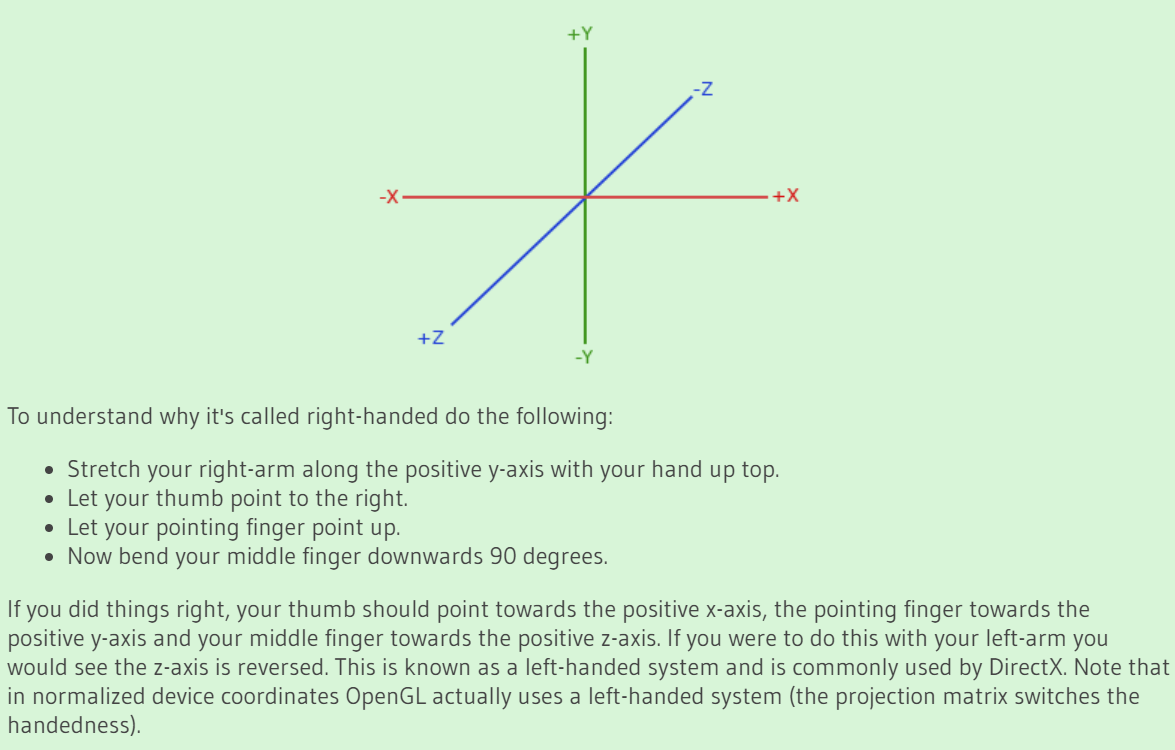 +Y
-Z
-X
+X
+Z
-Y
To understand why it's called right-handed do the following:
• Stretch your right-arm along the positive y-axis with your hand up top.
• Let your thumb point to the right.
• Let your pointing finger point up.
• Now bend your middle finger downwards 90 degrees.
If you did things right, your thumb should point towards the positive x-axis, the pointing finger towards the
positive y-axis and your middle finger towards the positive z-axis. If you were to do this with your left-arm you
would see the z-axis is reversed. This is known as a left-handed system and is commonly used by DirectX. Note that
in normalized device coordinates OpenGL actually uses a left-handed system (the projection matrix switches the
handedness).